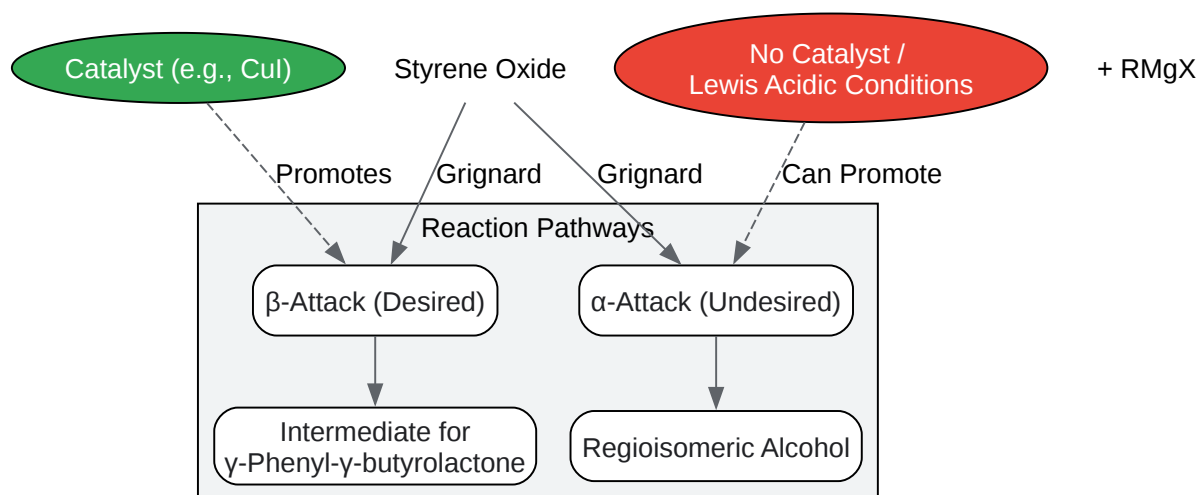 Catalyst (e.g., CuI)
Styrene Oxide
No Catalyst /
Lewis Acidic Conditions
+ RMgX
Promotes
Grignard
Grignard
Can Promote
Reaction Pathways
β-Attack (Desired)
α-Attack (Undesired)
Intermediate for
γ-Phenyl-γ-butyrolactone
Regioisomeric Alcohol